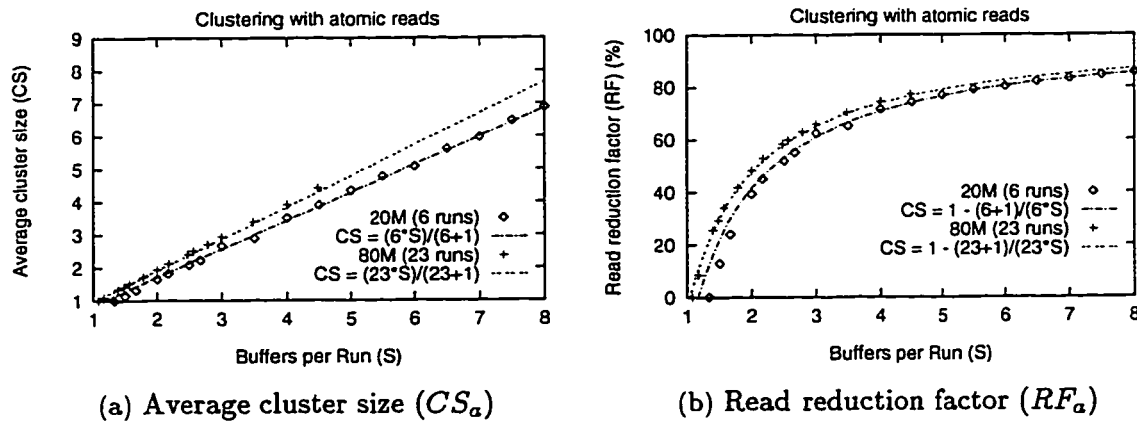 Clustering with atomic reads
9
8
7
6
5
4
3
2
1
Average cluster size (CS)
20M (6 runs)
CS = (6*S)/(6+1)
80M (23 runs)
CS = (23*S)/(23+1)
1 2 3 4 5 6 7 8
Buffers per Run (S)
(a) Average cluster size (CSₐ)
Clustering with atomic reads
100
80
60
40
20
0
Read reduction factor (RF) (%)
20M (6 runs)
CS = 1 - (6+1)/(6*S)
80M (23 runs)
CS = 1 - (23+1)/(23*S)
1 2 3 4 5 6 7 8
Buffers per Run (S)
(b) Read reduction factor (RFₐ)